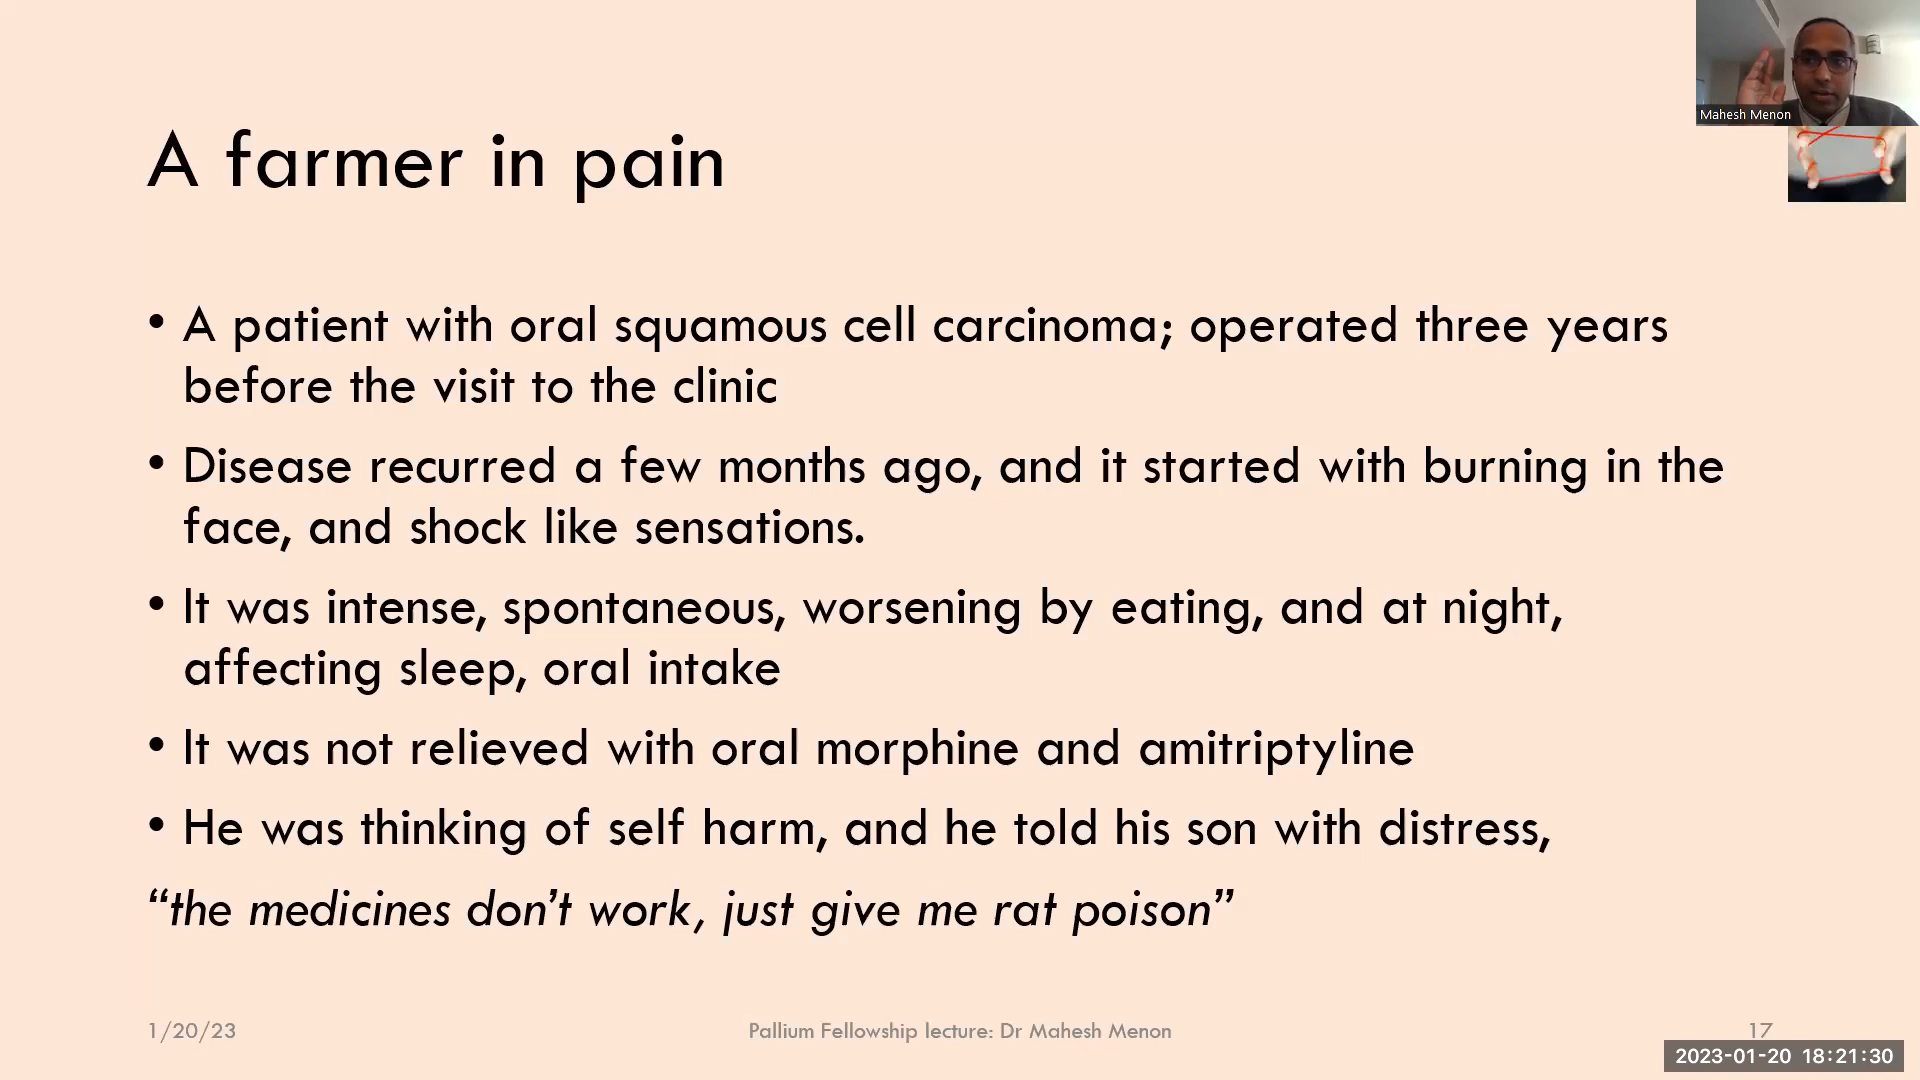 Mahesh Menon
A farmer in pain
• A patient with oral squamous cell carcinoma; operated three years
before the visit to the clinic
• Disease recurred a few months ago, and it started with burning in the
face, and shock like sensations.
• It was intense, spontaneous, worsening by eating, and at night,
affecting sleep, oral intake
• It was not relieved with oral morphine and amitriptyline
• He was thinking of self harm, and he told his son with distress,
“the medicines don’t work, just give me rat poison”
1/20/23
Pallium Fellowship lecture: Dr Mahesh Menon
17
2023-01-20 18:21:30